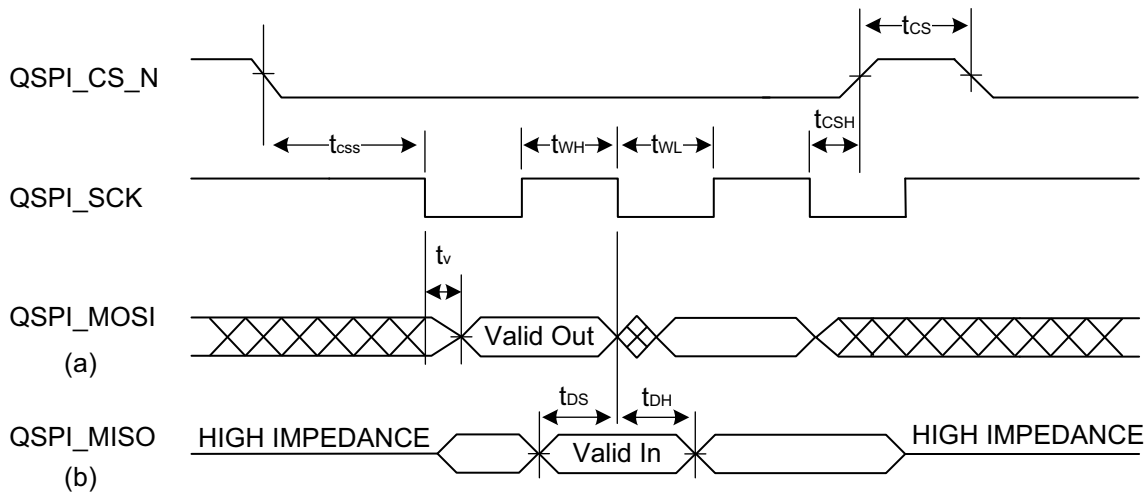 tCS
QSPI_CS_N
tCSH
tcss
tWH
tWL
QSPI_SCK
tv
QSPI_MOSI
Valid Out
(a)
tDS
tDH
QSPI_MISO
HIGH IMPEDANCE
Valid In
HIGH IMPEDANCE
(b)